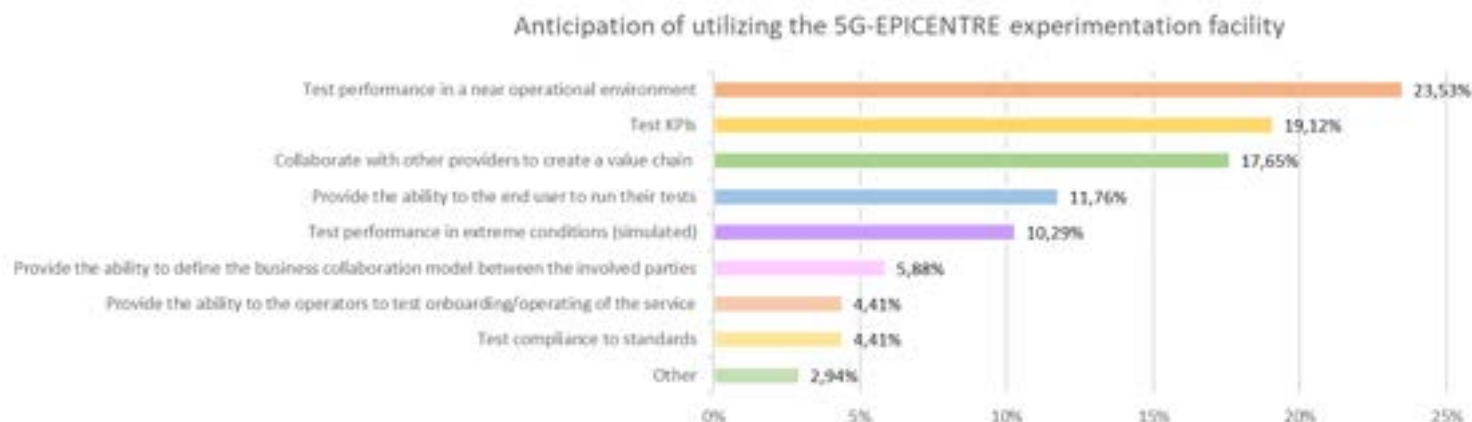 Anticipation of utilizing the 5G-EPICENTRE experimentation facility
Test performance in a near operational environment 23,53%
Test KPIs 19,12%
Collaborate with other providers to create a value chain 17,65%
Provide the ability to the end user to run their tests 11,76%
Test performance in extreme conditions (simulated) 10,29%
Provide the ability to define the business collaboration model between the involved parties 5,88%
Provide the ability to the operators to test onboarding/operating of the service 4,41%
Test compliance to standards 4,41%
Other 2,94%
0% 5% 10% 15% 20% 25%